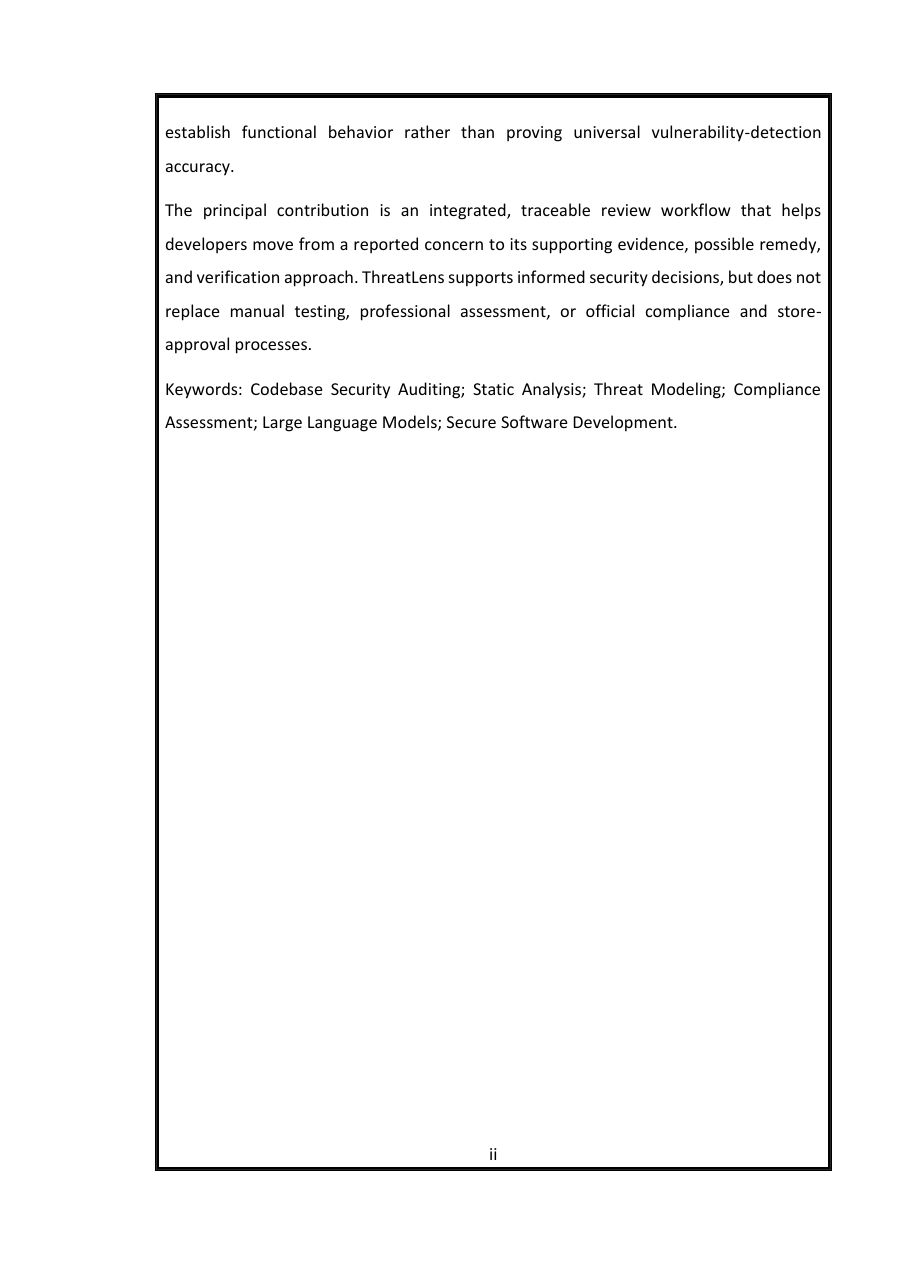 establish functional behavior rather than proving universal vulnerability-detection
accuracy.
The principal contribution is an integrated, traceable review workflow that helps
developers move from a reported concern to its supporting evidence, possible remedy,
and verification approach. ThreatLens supports informed security decisions, but does not
replace manual testing, professional assessment, or official compliance and store-
approval processes.
Keywords: Codebase Security Auditing; Static Analysis; Threat Modeling; Compliance
Assessment; Large Language Models; Secure Software Development.
ii